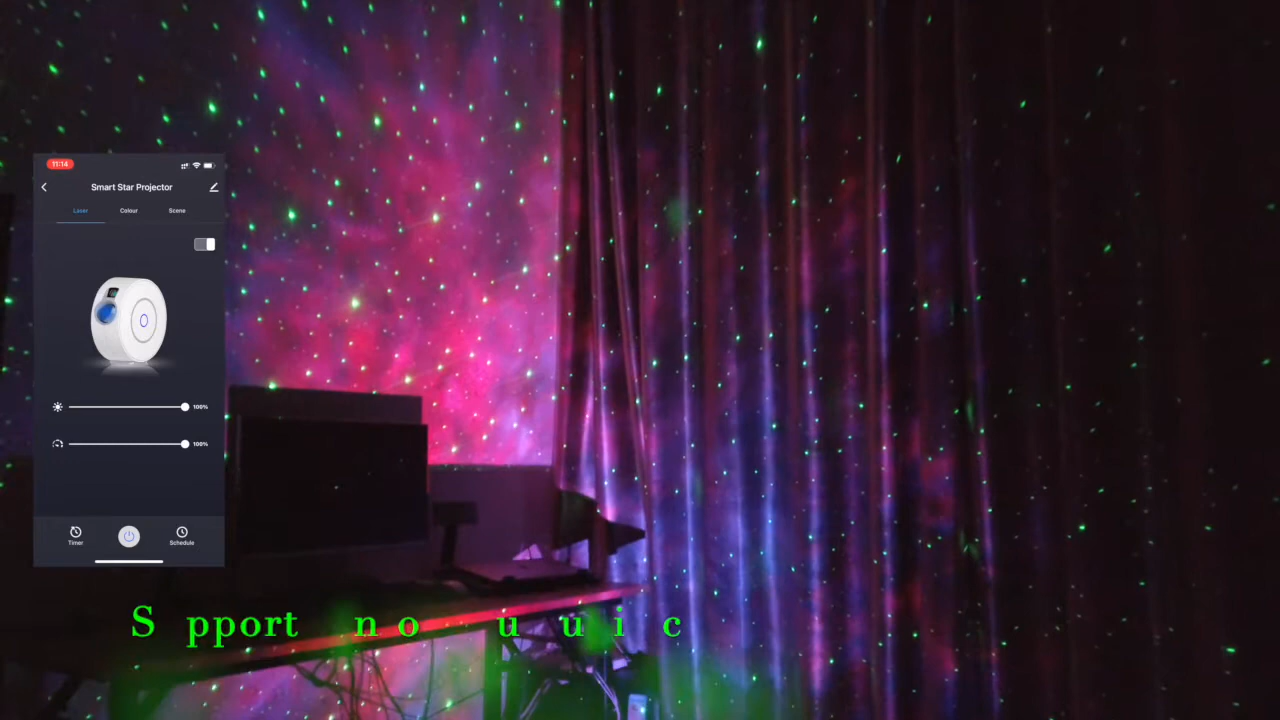 11:14
Smart Star Projector
Laser Colour Scene
100%
100%
Timer Schedule
S pport n o u u i c